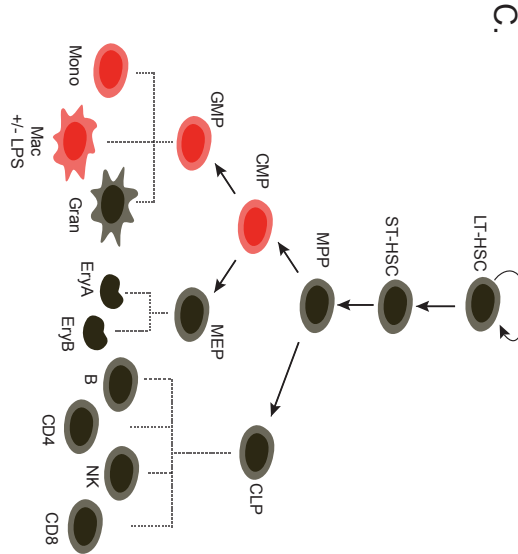 C.
LT-HSC
ST-HSC
MPP
CMP
CLP
GMP
MEP
Mono
Mac
+/- LPS
Gran
EryA
EryB
B
CD4
NK
CD8